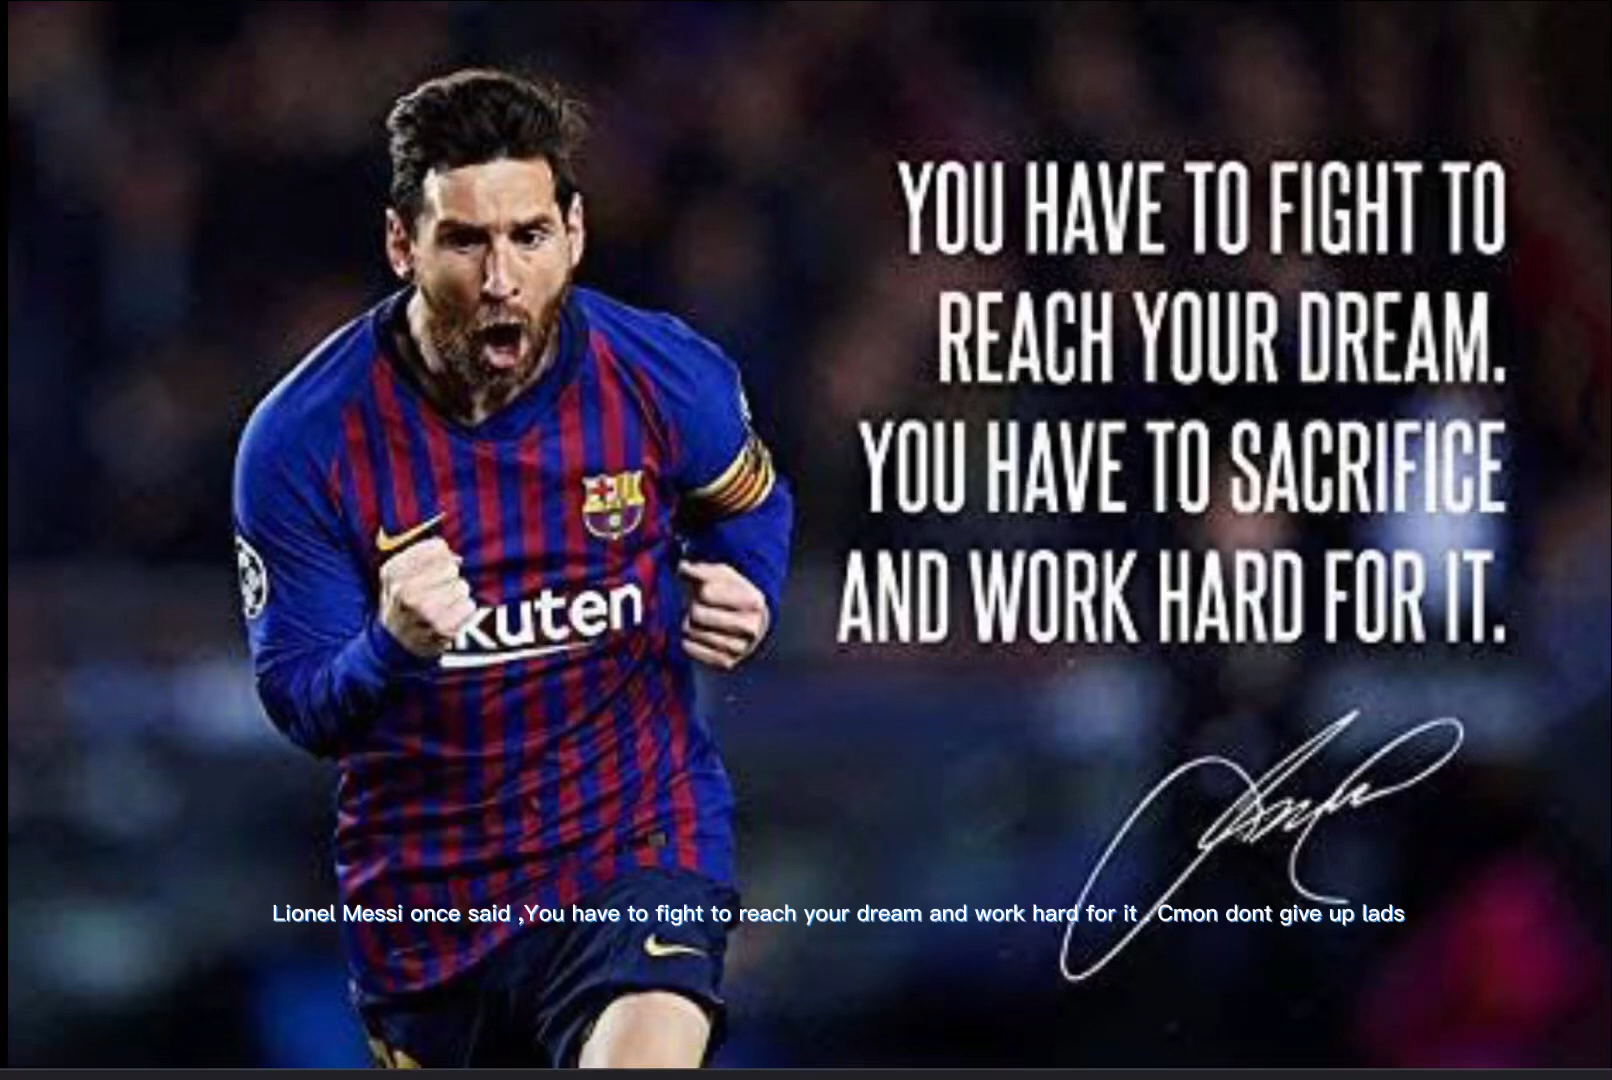 YOU HAVE TO FIGHT TO
REACH YOUR DREAM.
YOU HAVE TO SACRIFICE
AND WORK HARD FOR IT.
kuten
Lionel Messi once said ,You have to fight to reach your dream and work hard for it . Cmon dont give up lads